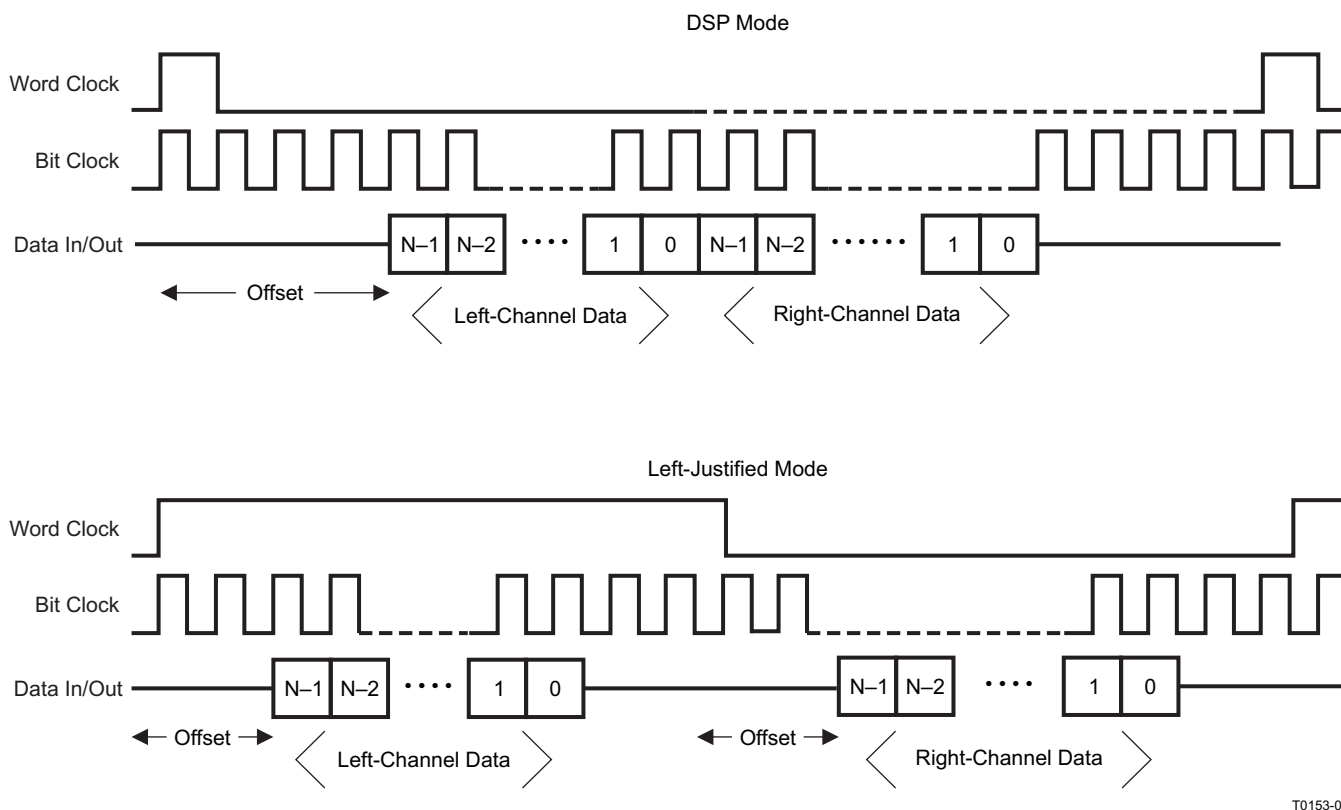 DSP Mode
Word Clock
Bit Clock
Data In/Out
N–1 N–2 •••• 1 0 N–1 N–2 •••••• 1 0
Offset
Left-Channel Data
Right-Channel Data
Left-Justified Mode
Word Clock
Bit Clock
Data In/Out
N–1 N–2 •••• 1 0 N–1 N–2 •••• 1 0
Offset
Left-Channel Data
Offset
Right-Channel Data
T0153-0